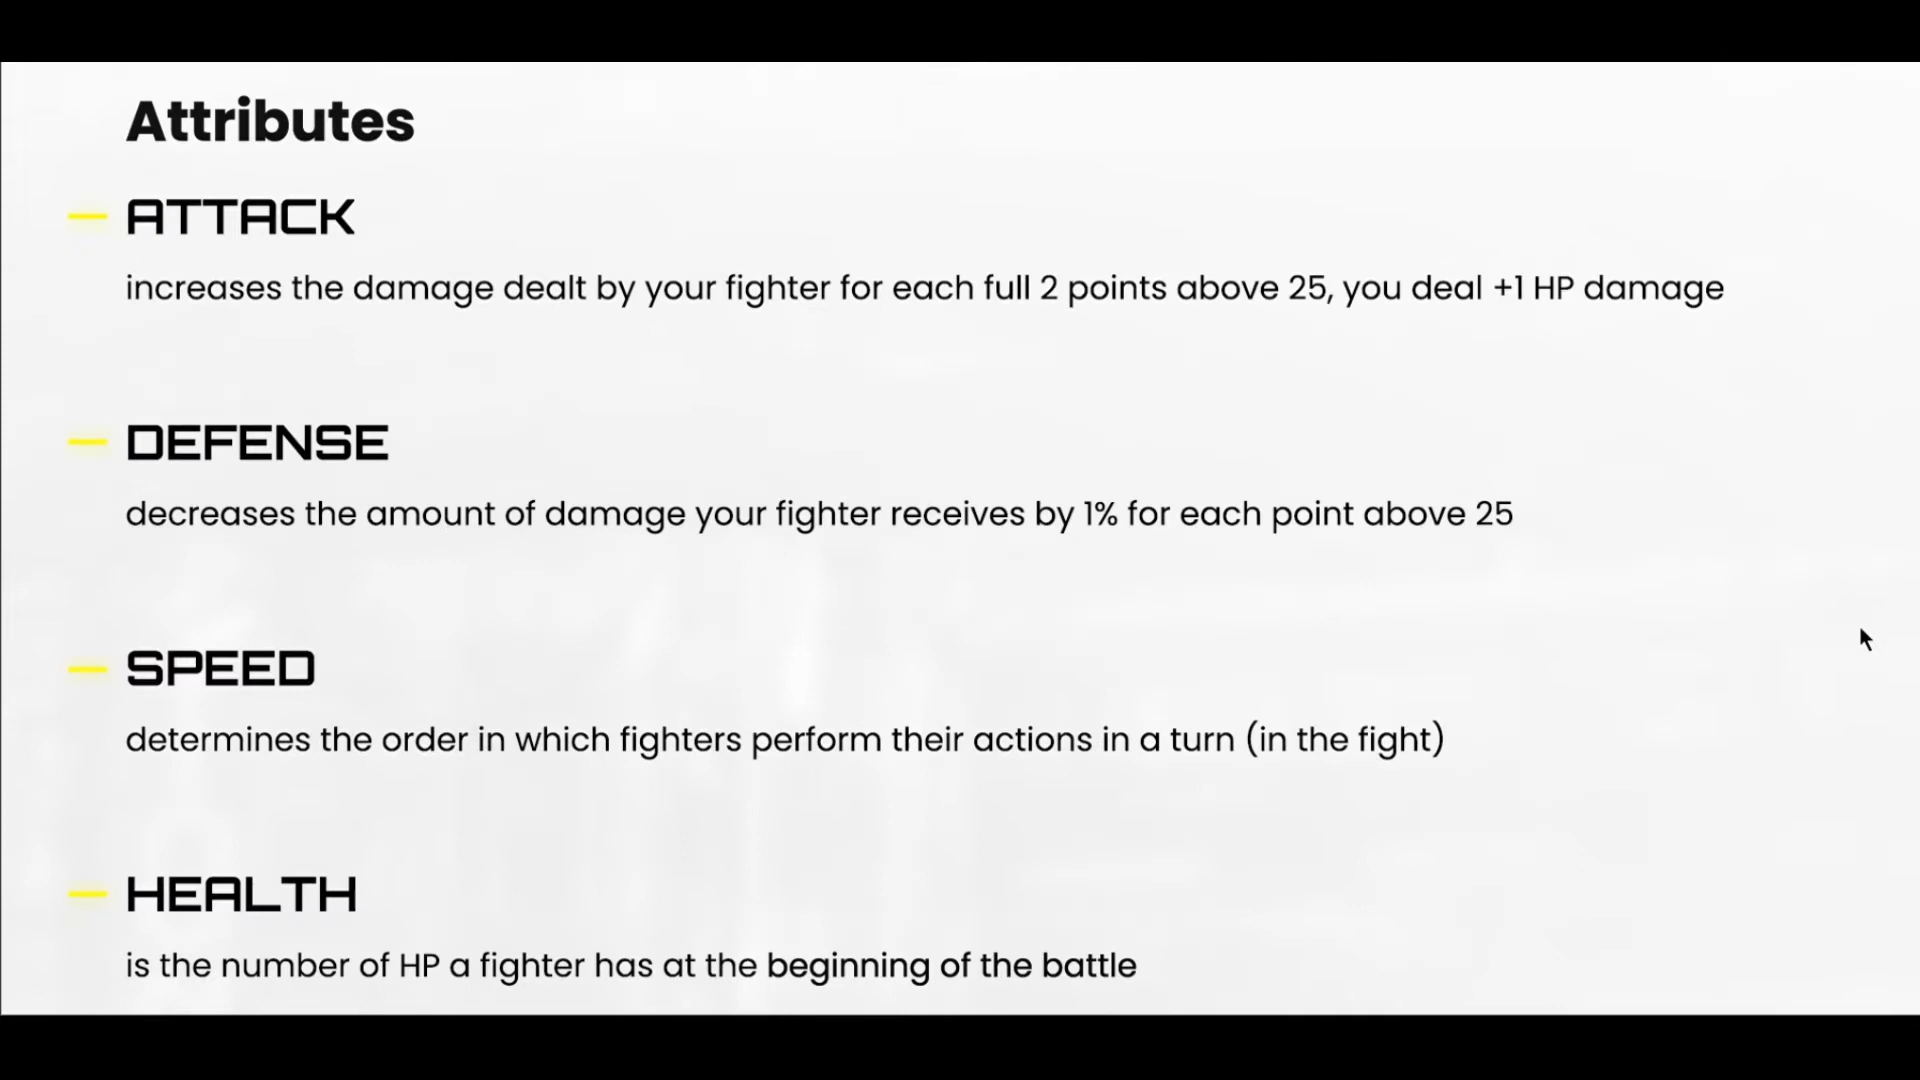 Attributes
ATTACK
increases the damage dealt by your fighter for each full 2 points above 25, you deal +1 HP damage
DEFENSE
decreases the amount of damage your fighter receives by 1% for each point above 25
SPEED
determines the order in which fighters perform their actions in a turn (in the fight)
HEALTH
is the number of HP a fighter has at the beginning of the battle